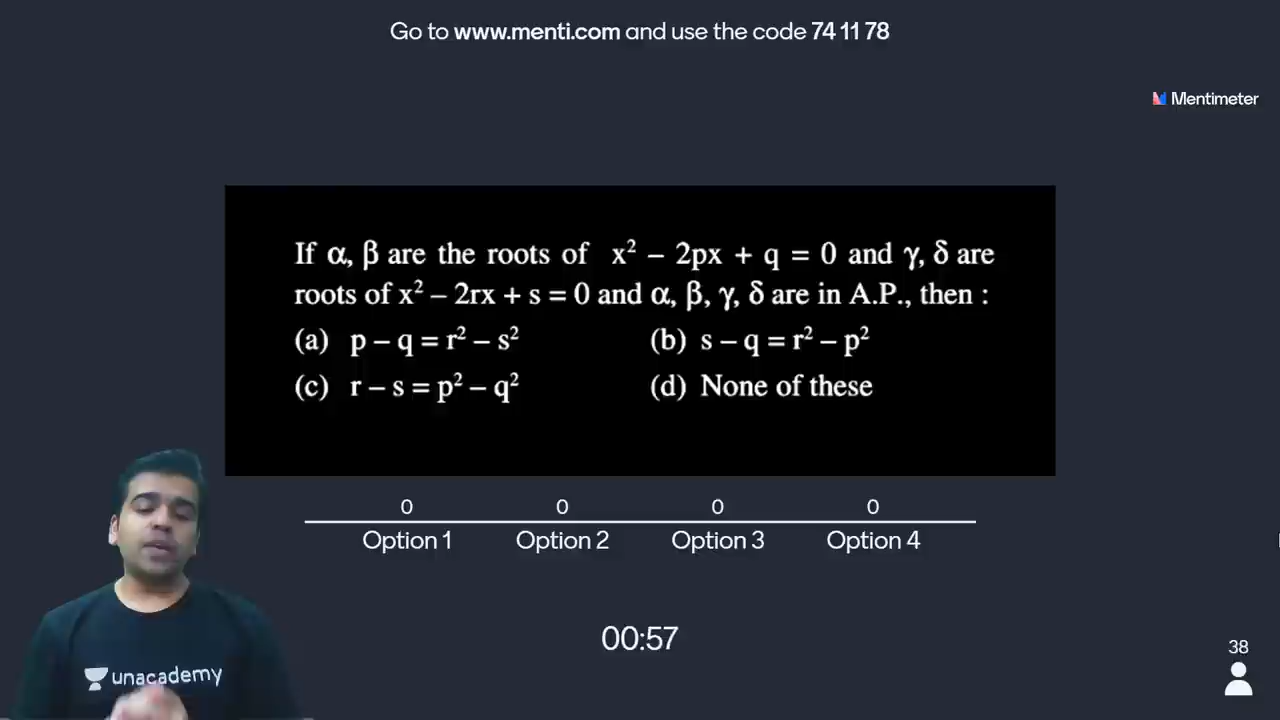 Go to www.menti.com and use the code 74 11 78
Mentimeter
If α, β are the roots of x² – 2px + q = 0 and γ, δ are
roots of x² – 2rx + s = 0 and α, β, γ, δ are in A.P., then :
(a) p – q = r² – s² (b) s – q = r² – p²
(c) r – s = p² – q² (d) None of these
0 0 0 0
Option 1 Option 2 Option 3 Option 4
00:57
38
unacademy